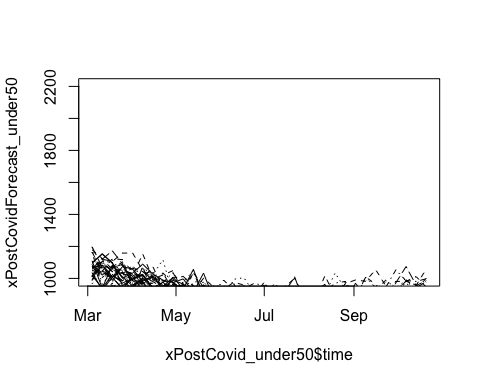 xPostCovidForecast_under50
2200
1800
1400
1000
Mar May Jul Sep
xPostCovid_under50$time